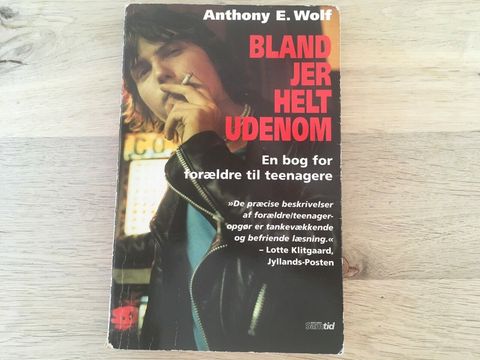 Anthony E. Wolf
BLAND
JER
HELT
UDENOM
En bog for
forældre til teenagere
»De præcise beskrivelser
af forældre/teenager-
opgør er tankevækkende
og befriende læsning.«
– Lotte Klitgaard,
Jyllands-Posten
samtid